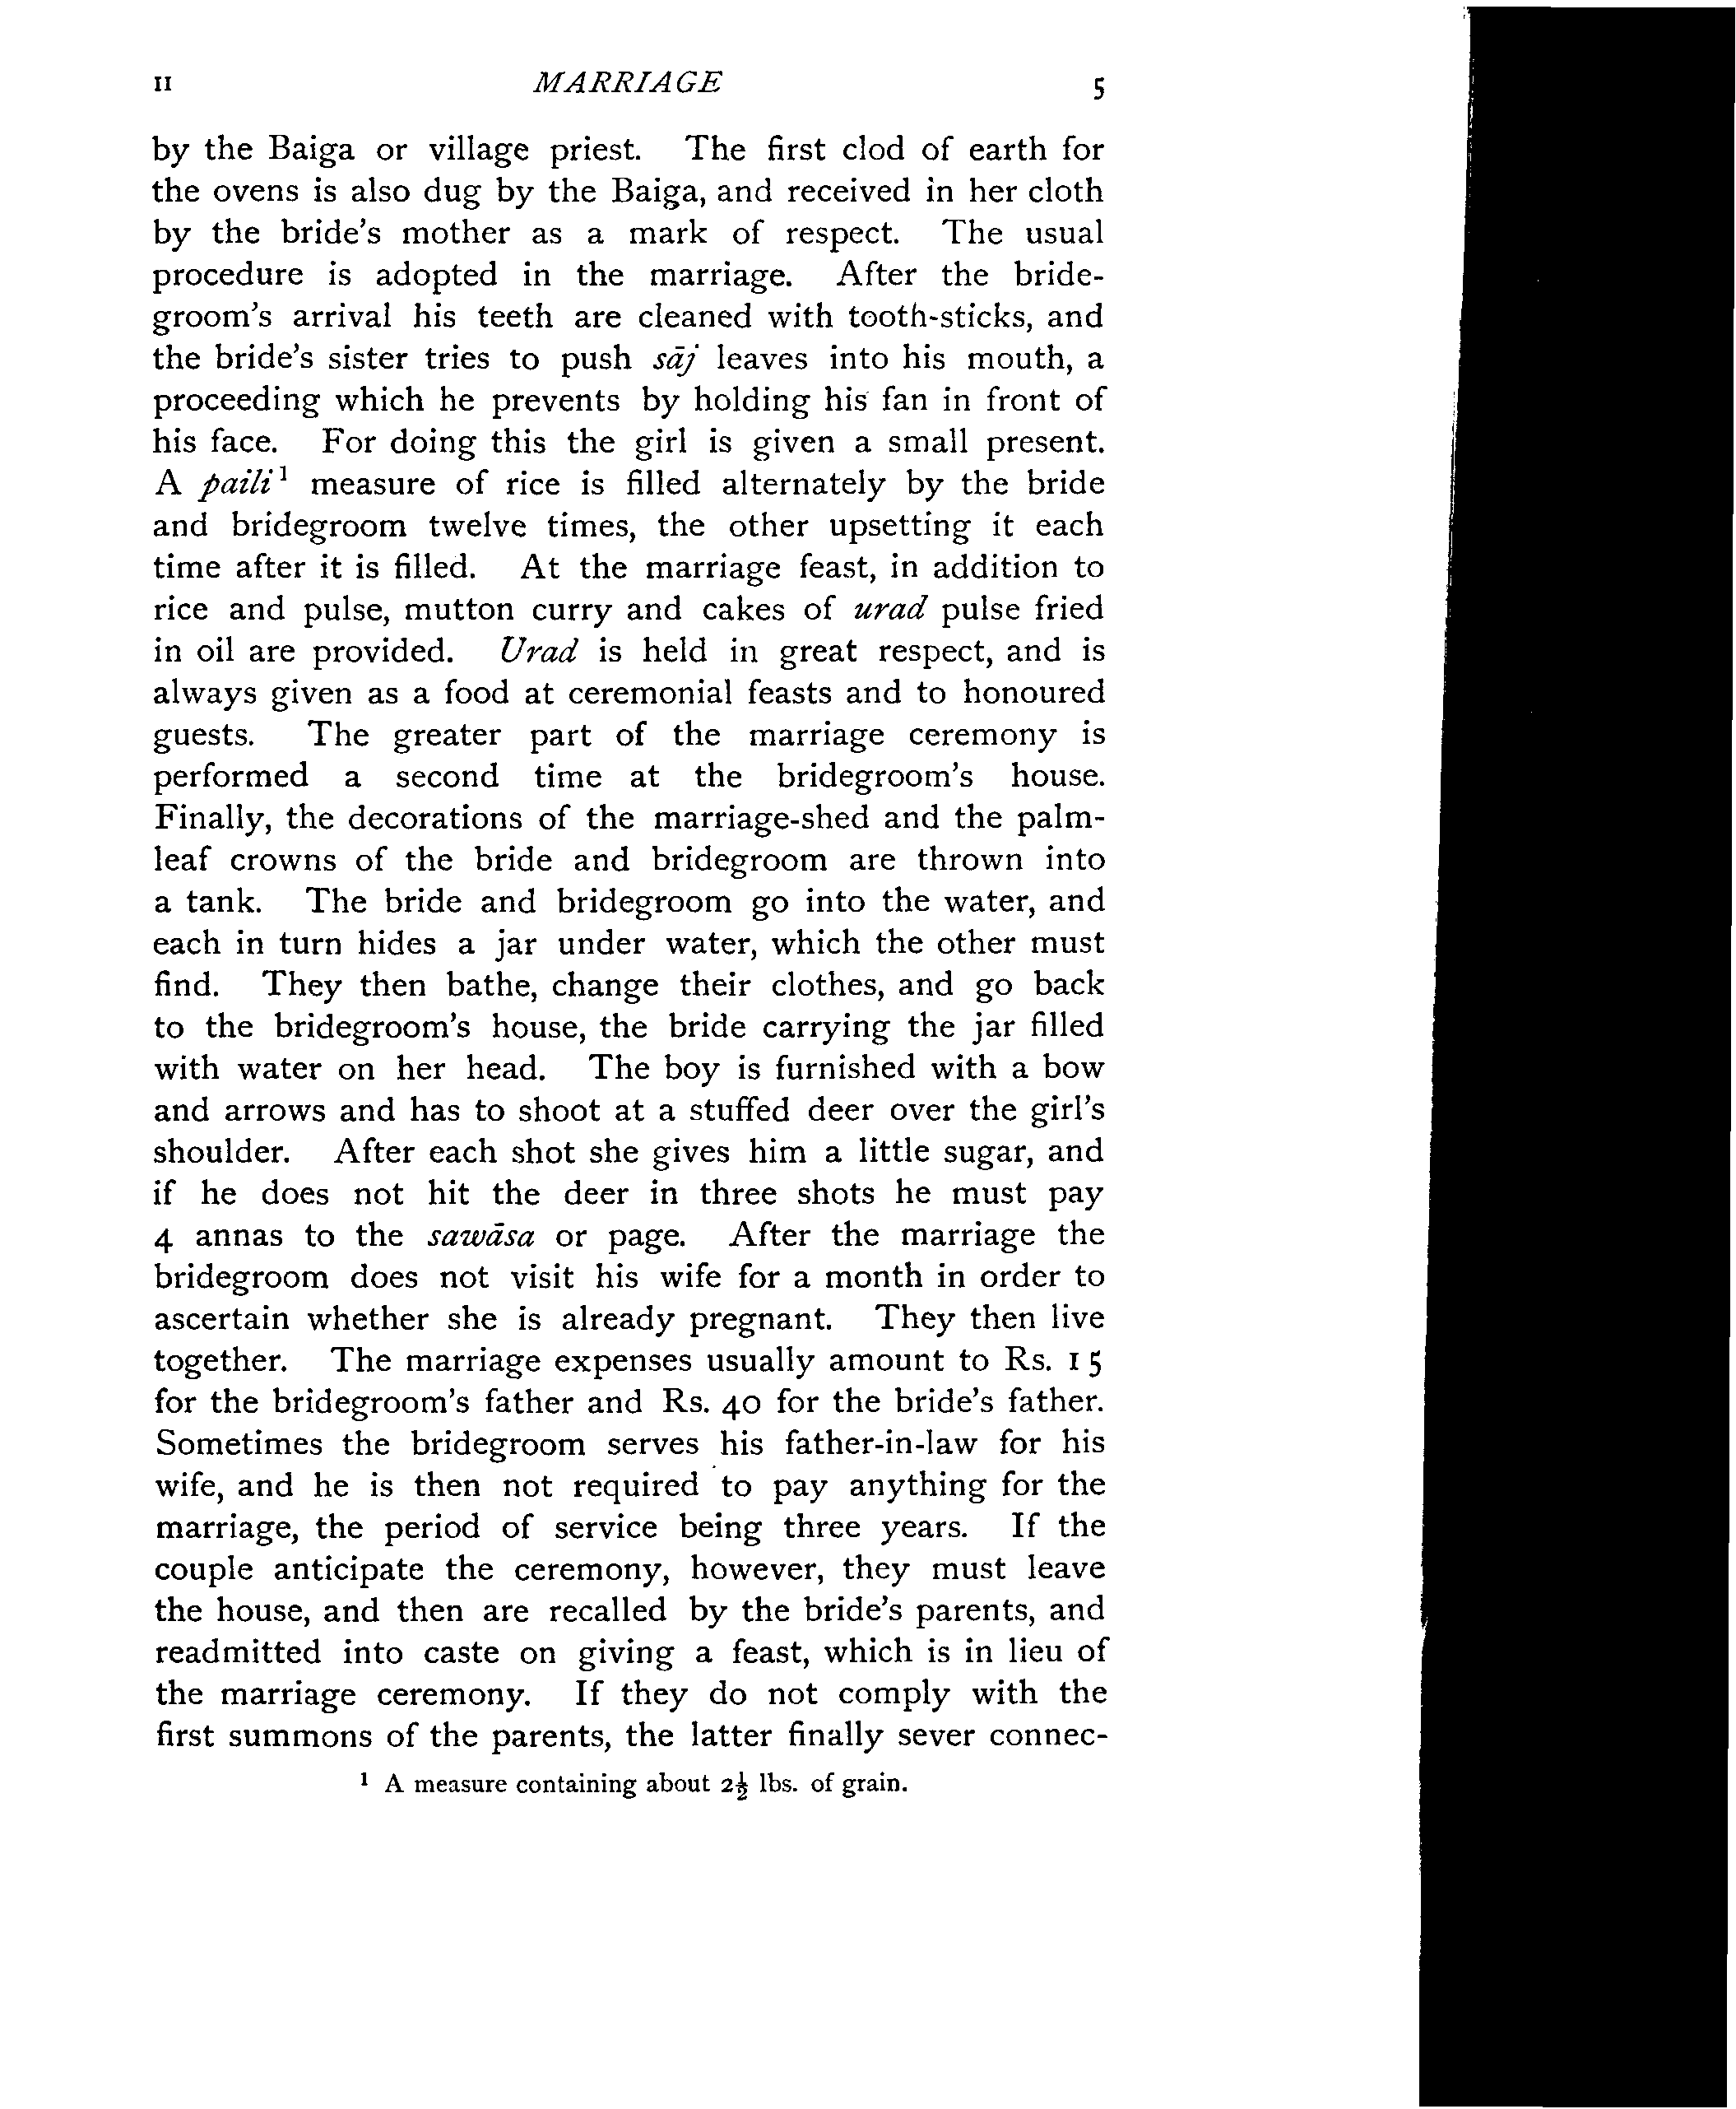 II MARRIAGE 5
by the Baiga or village priest. The first clod of earth for
the ovens is also dug by the Baiga, and received in her cloth
by the bride's mother as a mark of respect. The usual
procedure is adopted in the marriage. After the bride-
groom's arrival his teeth are cleaned with tooth-sticks, and
the bride's sister tries to push sāj leaves into his mouth, a
proceeding which he prevents by holding his fan in front of
his face. For doing this the girl is given a small present.
A paili¹ measure of rice is filled alternately by the bride
and bridegroom twelve times, the other upsetting it each
time after it is filled. At the marriage feast, in addition to
rice and pulse, mutton curry and cakes of urad pulse fried
in oil are provided. Urad is held in great respect, and is
always given as a food at ceremonial feasts and to honoured
guests. The greater part of the marriage ceremony is
performed a second time at the bridegroom's house.
Finally, the decorations of the marriage-shed and the palm-
leaf crowns of the bride and bridegroom are thrown into
a tank. The bride and bridegroom go into the water, and
each in turn hides a jar under water, which the other must
find. They then bathe, change their clothes, and go back
to the bridegroom's house, the bride carrying the jar filled
with water on her head. The boy is furnished with a bow
and arrows and has to shoot at a stuffed deer over the girl's
shoulder. After each shot she gives him a little sugar, and
if he does not hit the deer in three shots he must pay
4 annas to the sawāsa or page. After the marriage the
bridegroom does not visit his wife for a month in order to
ascertain whether she is already pregnant. They then live
together. The marriage expenses usually amount to Rs. 15
for the bridegroom's father and Rs. 40 for the bride's father.
Sometimes the bridegroom serves his father-in-law for his
wife, and he is then not required to pay anything for the
marriage, the period of service being three years. If the
couple anticipate the ceremony, however, they must leave
the house, and then are recalled by the bride's parents, and
readmitted into caste on giving a feast, which is in lieu of
the marriage ceremony. If they do not comply with the
first summons of the parents, the latter finally sever connec-
¹ A measure containing about 2½ lbs. of grain.